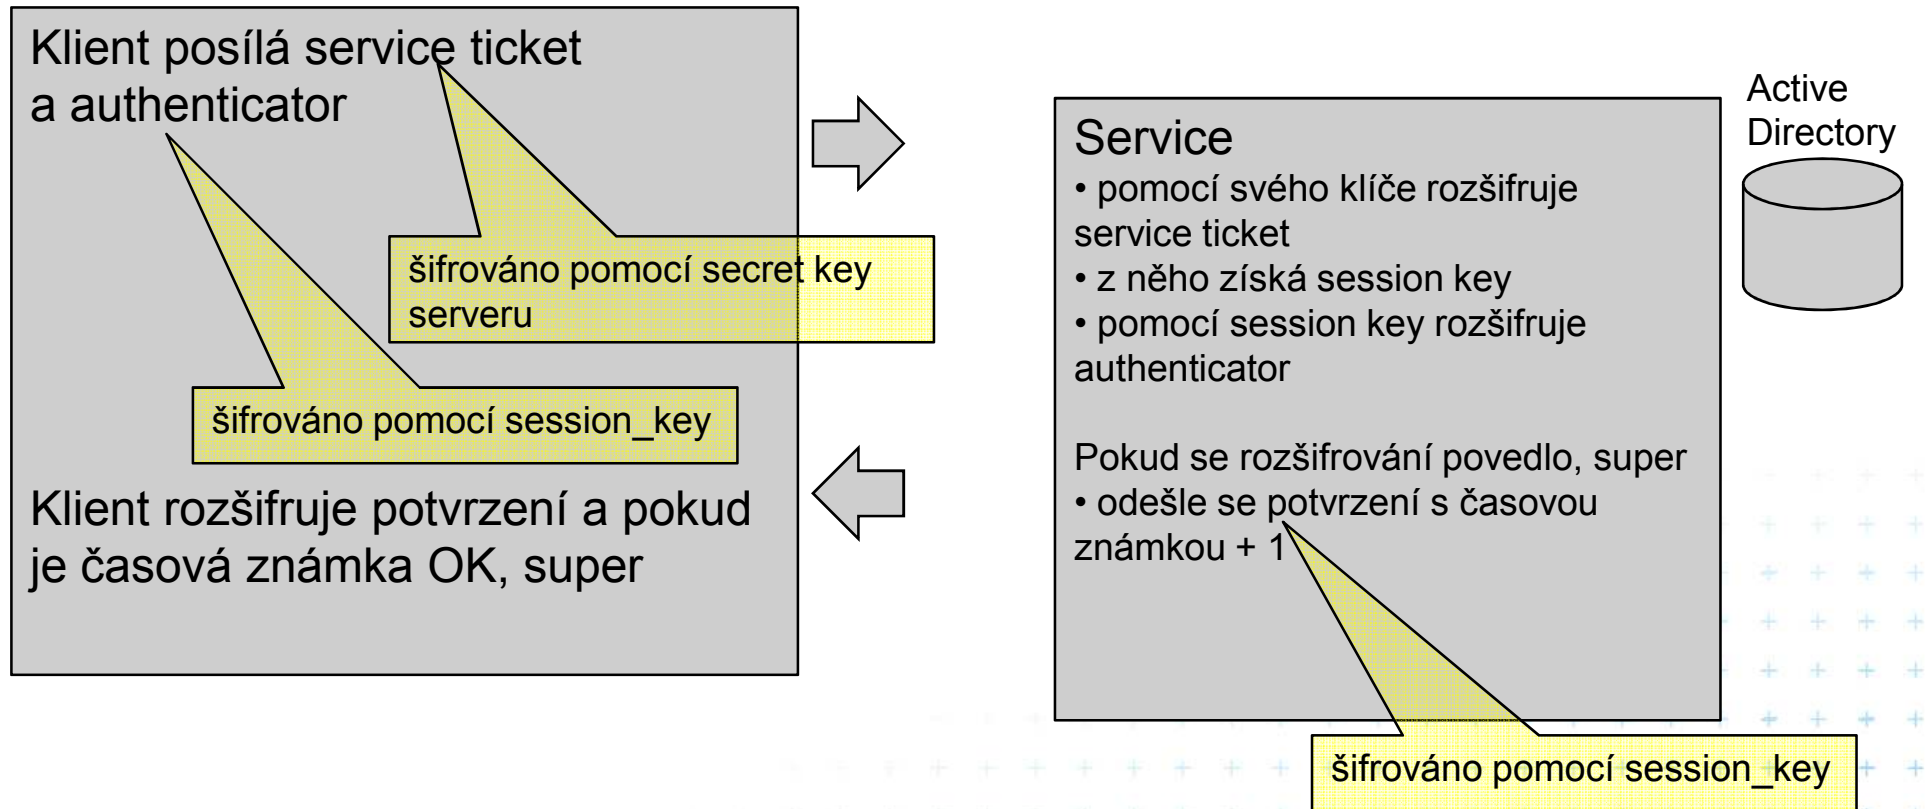 Klient posílá service ticket
a authenticator
šifrováno pomocí secret key
serveru
šifrováno pomocí session_key
Klient rozšifruje potvrzení a pokud
je časová známka OK, super
Service
• pomocí svého klíče rozšifruje
service ticket
• z něho získá session key
• pomocí session key rozšifruje
authenticator
Pokud se rozšifrování povedlo, super
• odešle se potvrzení s časovou
známkou + 1
šifrováno pomocí session_key
Active
Directory